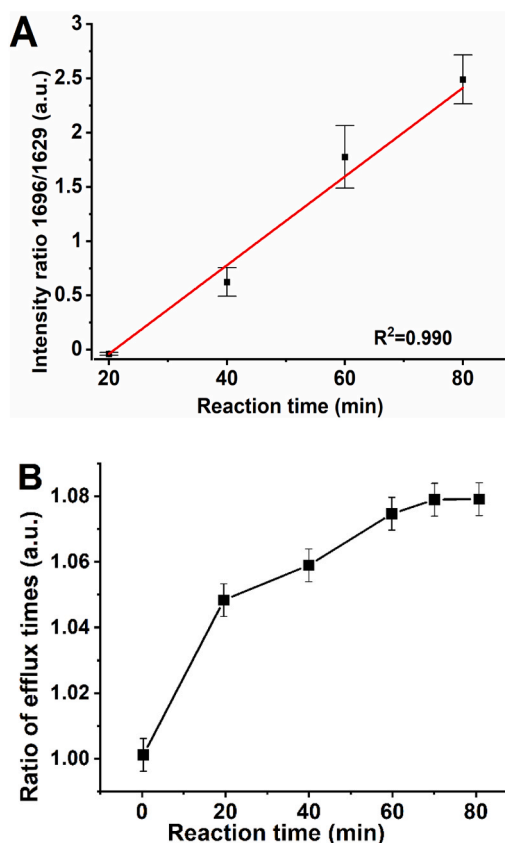 A
Intensity ratio 1696/1629 (a.u.)
3
2.5
2
1.5
1
0.5
0
20 40 60 80
R²=0.990
Reaction time (min)
B
Ratio of efflux times (a.u.)
1.08
1.06
1.04
1.02
1.00
0 20 40 60 80
Reaction time (min)